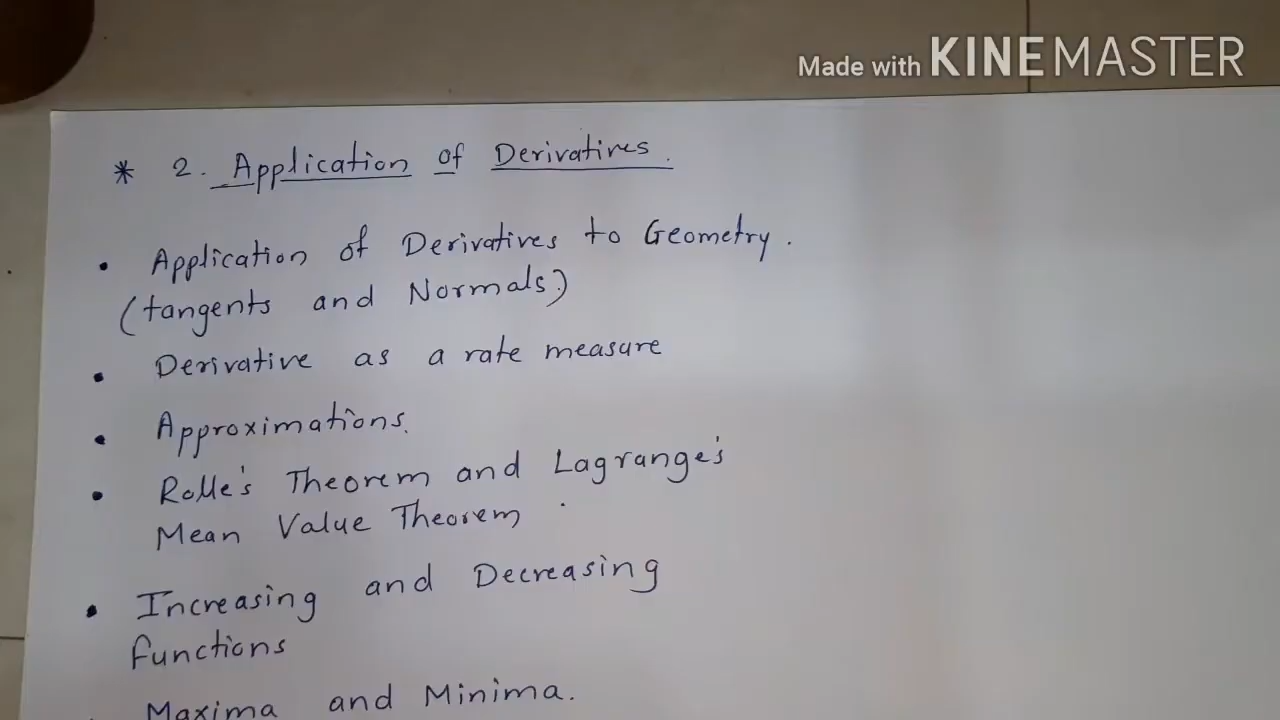 Made with KINEMASTER
* 2. Application of Derivatives.
• Application of Derivatives to Geometry.
(tangents and Normals.)
• Derivative as a rate measure
• Approximations.
• Rolle's Theorem and Lagrange's
Mean Value Theorem
• Increasing and Decreasing
functions
• Maxima and Minima.